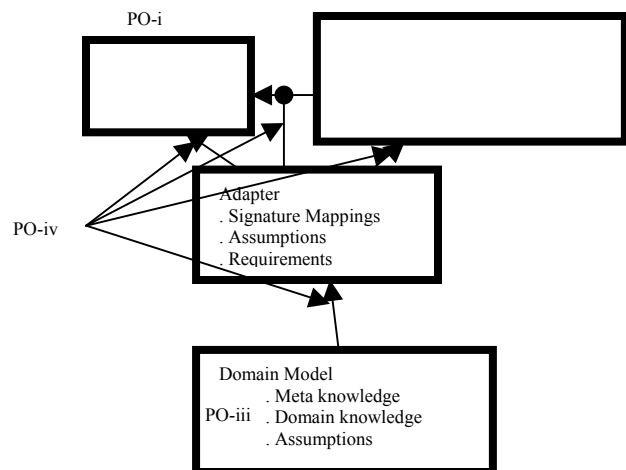 PO-i
Adapter
. Signature Mappings
. Assumptions
. Requirements
PO-iv
Domain Model
. Meta knowledge
PO-iii . Domain knowledge
. Assumptions